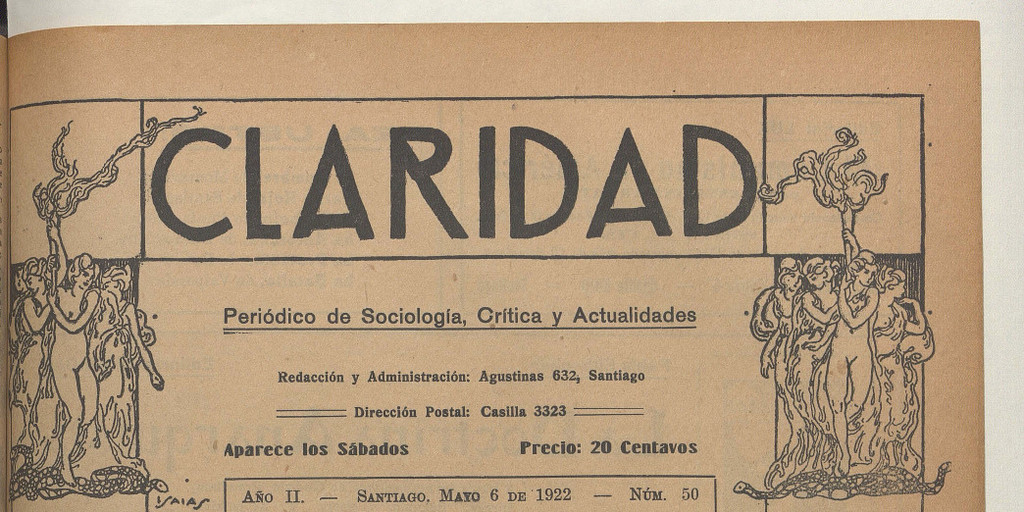 CLARIDAD
Periódico de Sociología, Crítica y Actualidades
Redacción y Administración: Agustinas 632, Santiago
Dirección Postal: Casilla 3323
Aparece los Sábados Precio: 20 Centavos
ISAIAS
AÑO II. — SANTIAGO. MAYO 6 DE 1922 — NÚM. 50